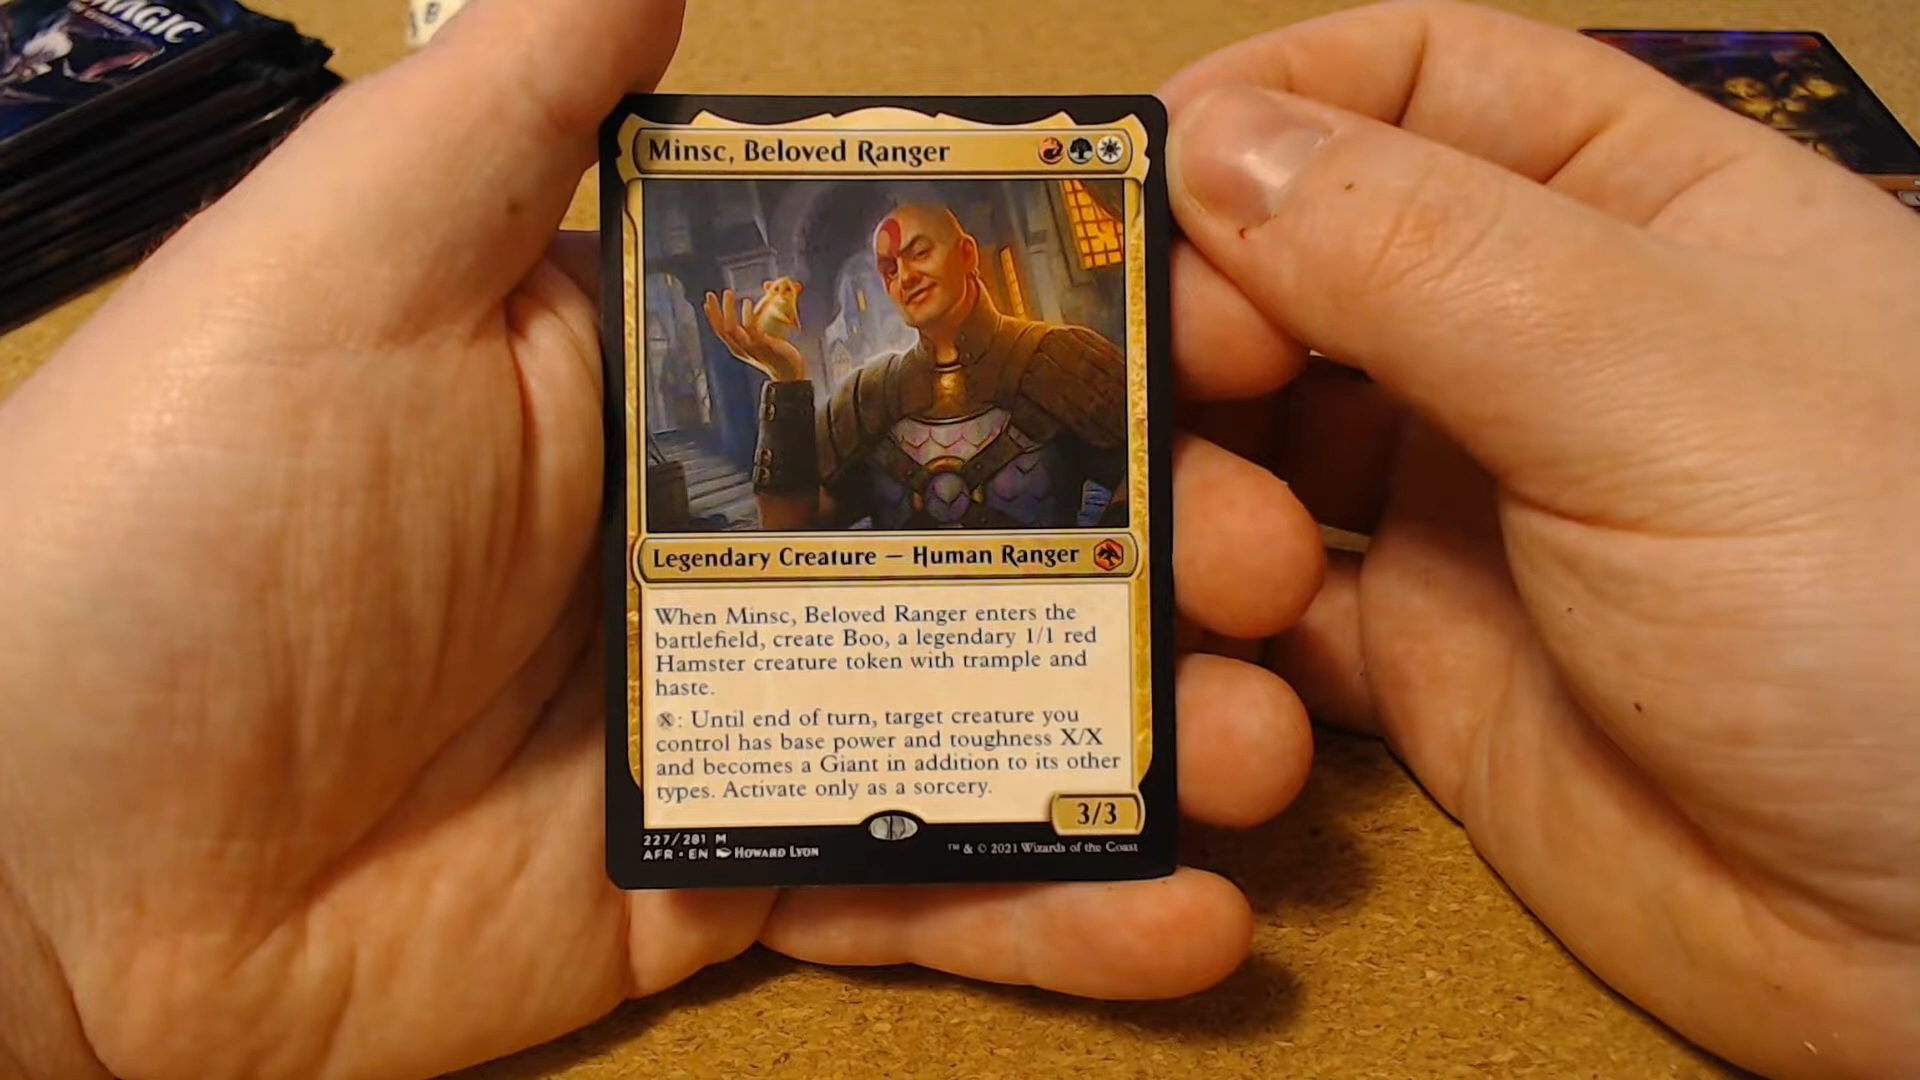 MAGIC
Minsc, Beloved Ranger
Legendary Creature — Human Ranger
When Minsc, Beloved Ranger enters the
battlefield, create Boo, a legendary 1/1 red
Hamster creature token with trample and
haste.
X: Until end of turn, target creature you
control has base power and toughness X/X
and becomes a Giant in addition to its other
types. Activate only as a sorcery.
3/3
227/281 M
AFR • EN Howard Lyon
™ & © 2021 Wizards of the Coast